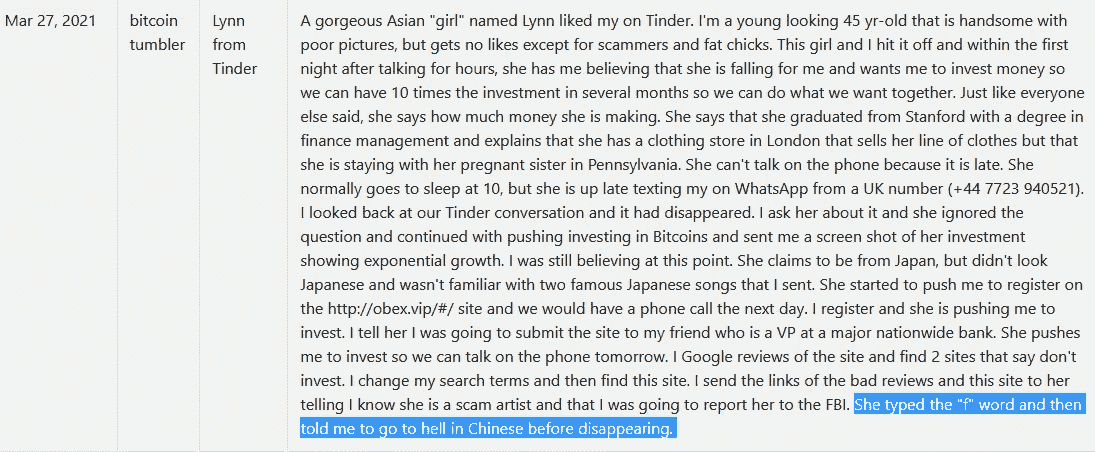 Mar 27, 2021
bitcoin
tumbler
Lynn
from
Tinder
A gorgeous Asian "girl" named Lynn liked my on Tinder. I'm a young looking 45 yr-old that is handsome with
poor pictures, but gets no likes except for scammers and fat chicks. This girl and I hit it off and within the first
night after talking for hours, she has me believing that she is falling for me and wants me to invest money so
we can have 10 times the investment in several months so we can do what we want together. Just like everyone
else said, she says how much money she is making. She says that she graduated from Stanford with a degree in
finance management and explains that she has a clothing store in London that sells her line of clothes but that
she is staying with her pregnant sister in Pennsylvania. She can't talk on the phone because it is late. She
normally goes to sleep at 10, but she is up late texting my on WhatsApp from a UK number (+44 7723 940521).
I looked back at our Tinder conversation and it had disappeared. I ask her about it and she ignored the
question and continued with pushing investing in Bitcoins and sent me a screen shot of her investment
showing exponential growth. I was still believing at this point. She claims to be from Japan, but didn't look
Japanese and wasn't familiar with two famous Japanese songs that I sent. She started to push me to register on
the http://obex.vip/#/ site and we would have a phone call the next day. I register and she is pushing me to
invest. I tell her I was going to submit the site to my friend who is a VP at a major nationwide bank. She pushes
me to invest so we can talk on the phone tomorrow. I Google reviews of the site and find 2 sites that say don't
invest. I change my search terms and then find this site. I send the links of the bad reviews and this site to her
telling I know she is a scam artist and that I was going to report her to the FBI. She typed the "f" word and then
told me to go to hell in Chinese before disappearing.